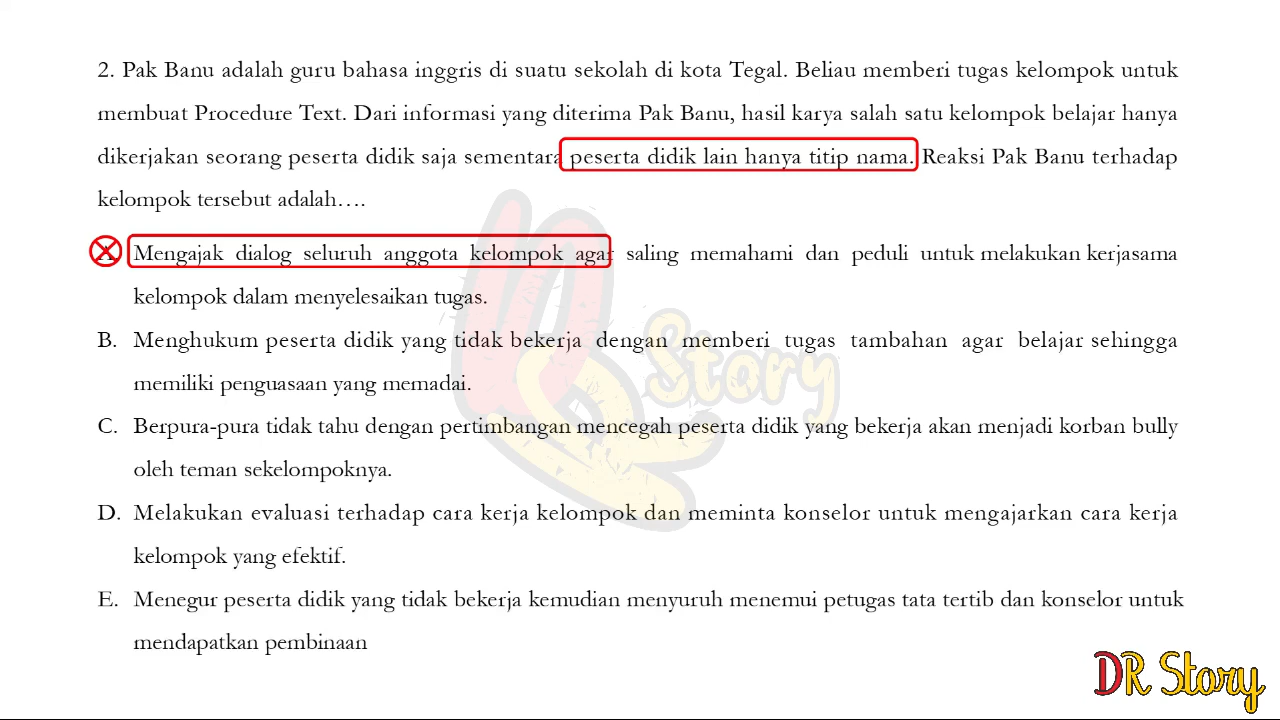 2. Pak Banu adalah guru bahasa inggris di suatu sekolah di kota Tegal. Beliau memberi tugas kelompok untuk
membuat Procedure Text. Dari informasi yang diterima Pak Banu, hasil karya salah satu kelompok belajar hanya
dikerjakan seorang peserta didik saja sementara peserta didik lain hanya titip nama. Reaksi Pak Banu terhadap
kelompok tersebut adalah….
A. Mengajak dialog seluruh anggota kelompok agar saling memahami dan peduli untuk melakukan kerjasama
kelompok dalam menyelesaikan tugas.
B. Menghukum peserta didik yang tidak bekerja dengan memberi tugas tambahan agar belajar sehingga
memiliki penguasaan yang memadai.
C. Berpura-pura tidak tahu dengan pertimbangan mencegah peserta didik yang bekerja akan menjadi korban bully
oleh teman sekelompoknya.
D. Melakukan evaluasi terhadap cara kerja kelompok dan meminta konselor untuk mengajarkan cara kerja
kelompok yang efektif.
E. Menegur peserta didik yang tidak bekerja kemudian menyuruh menemui petugas tata tertib dan konselor untuk
mendapatkan pembinaan
Story
DR Story